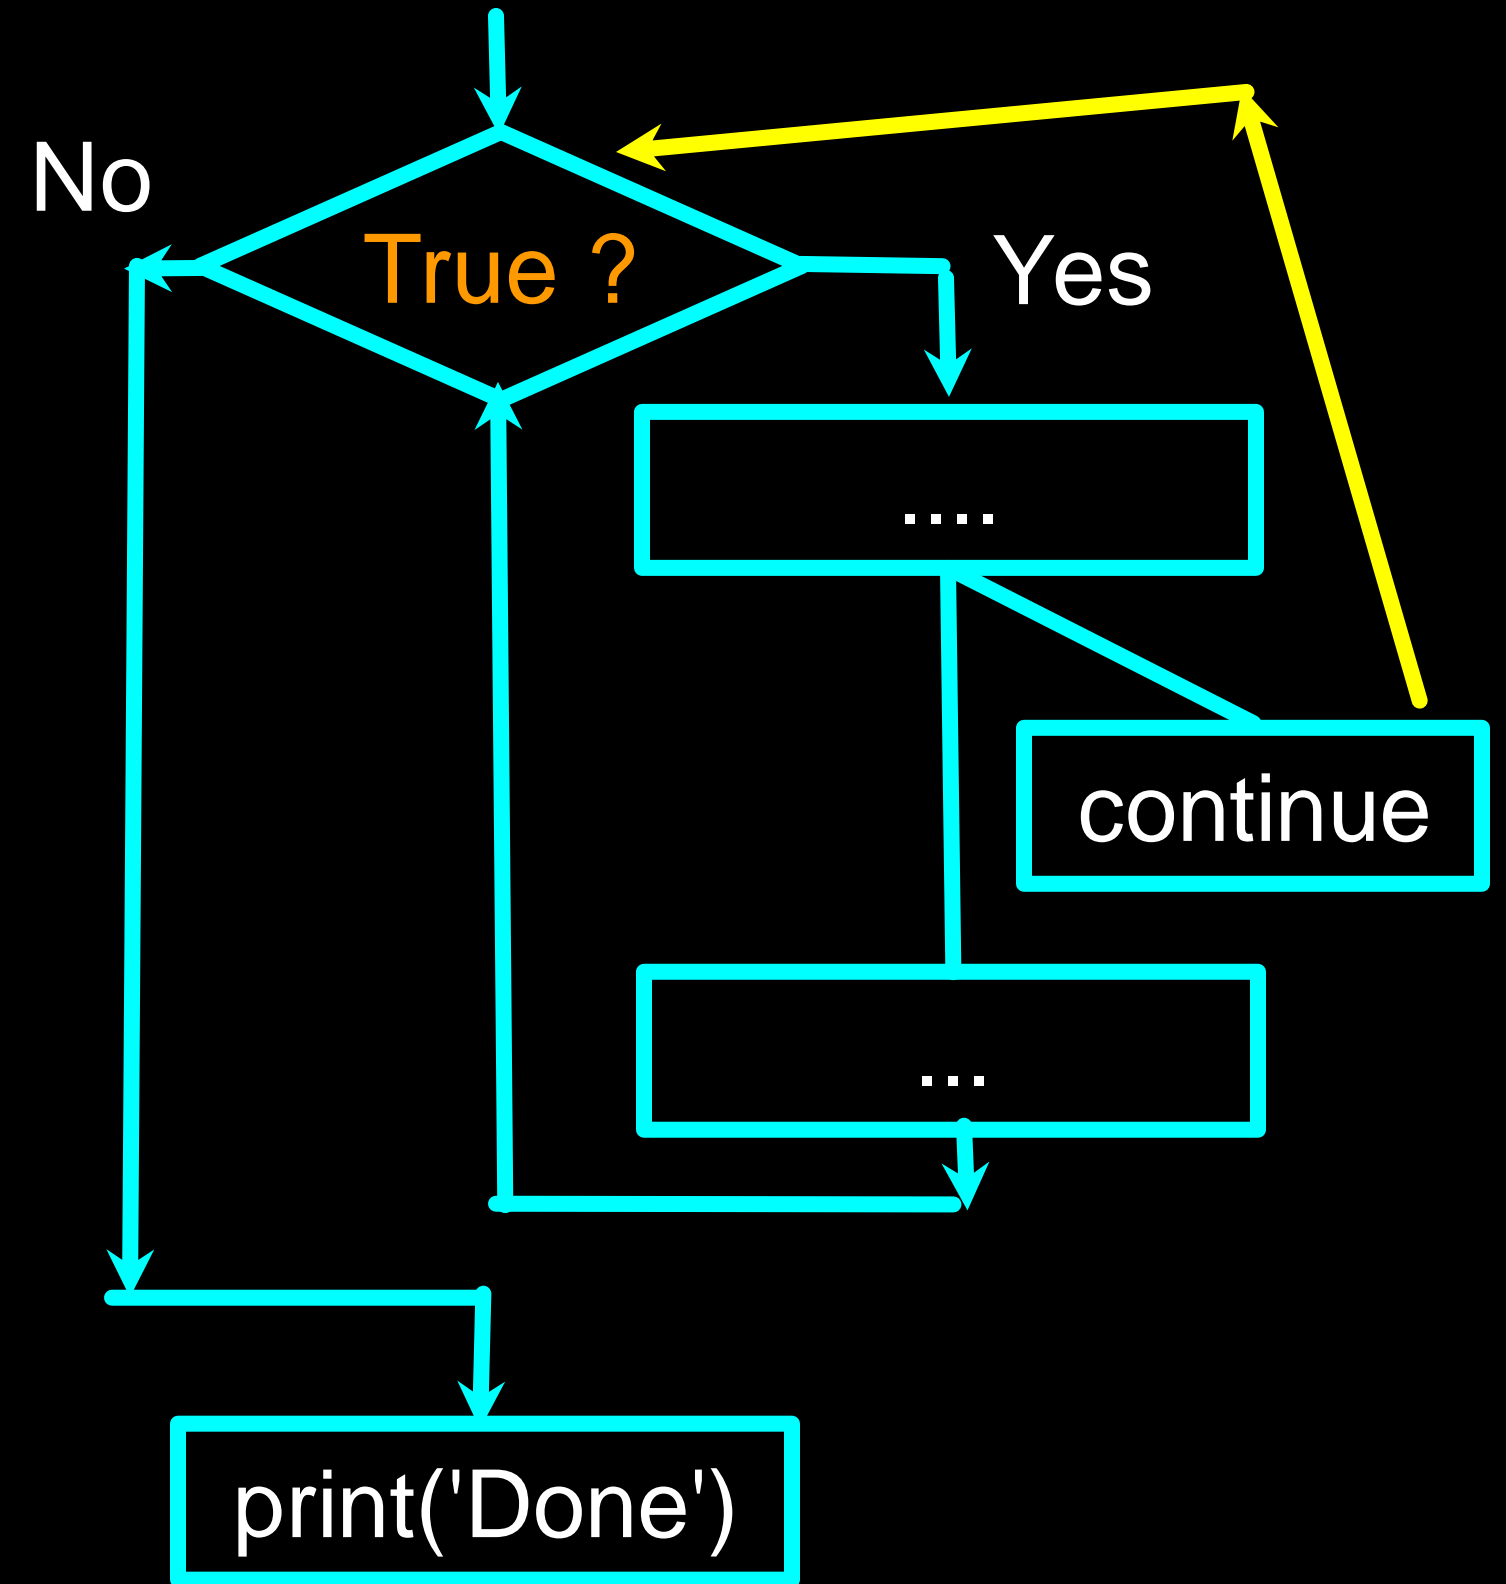 No
True ?
Yes
....
continue
...
print('Done')